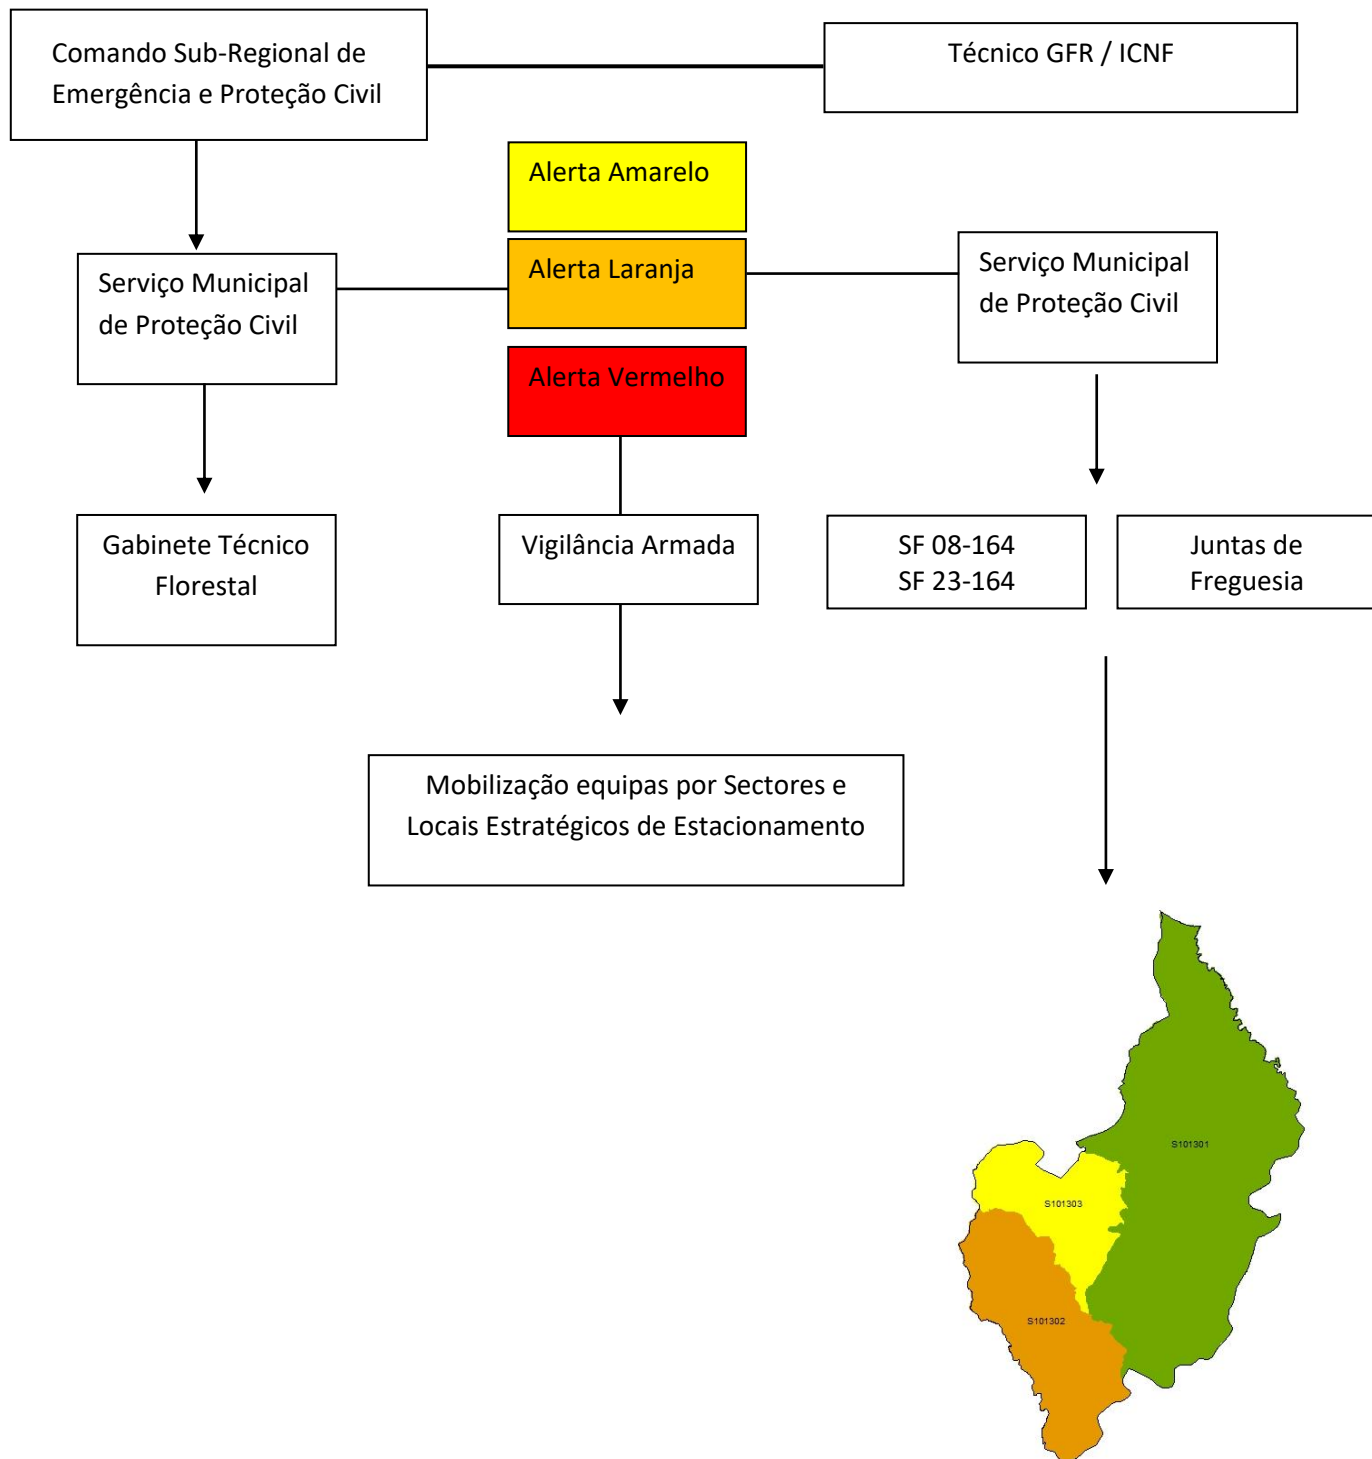 Comando Sub-Regional de
Emergência e Proteção Civil
Técnico GFR / ICNF
Alerta Amarelo
Alerta Laranja
Alerta Vermelho
Serviço Municipal
de Proteção Civil
Serviço Municipal
de Proteção Civil
Gabinete Técnico
Florestal
Vigilância Armada
SF 08-164
SF 23-164
Juntas de
Freguesia
Mobilização equipas por Sectores e
Locais Estratégicos de Estacionamento
S101301
S101303
S101302